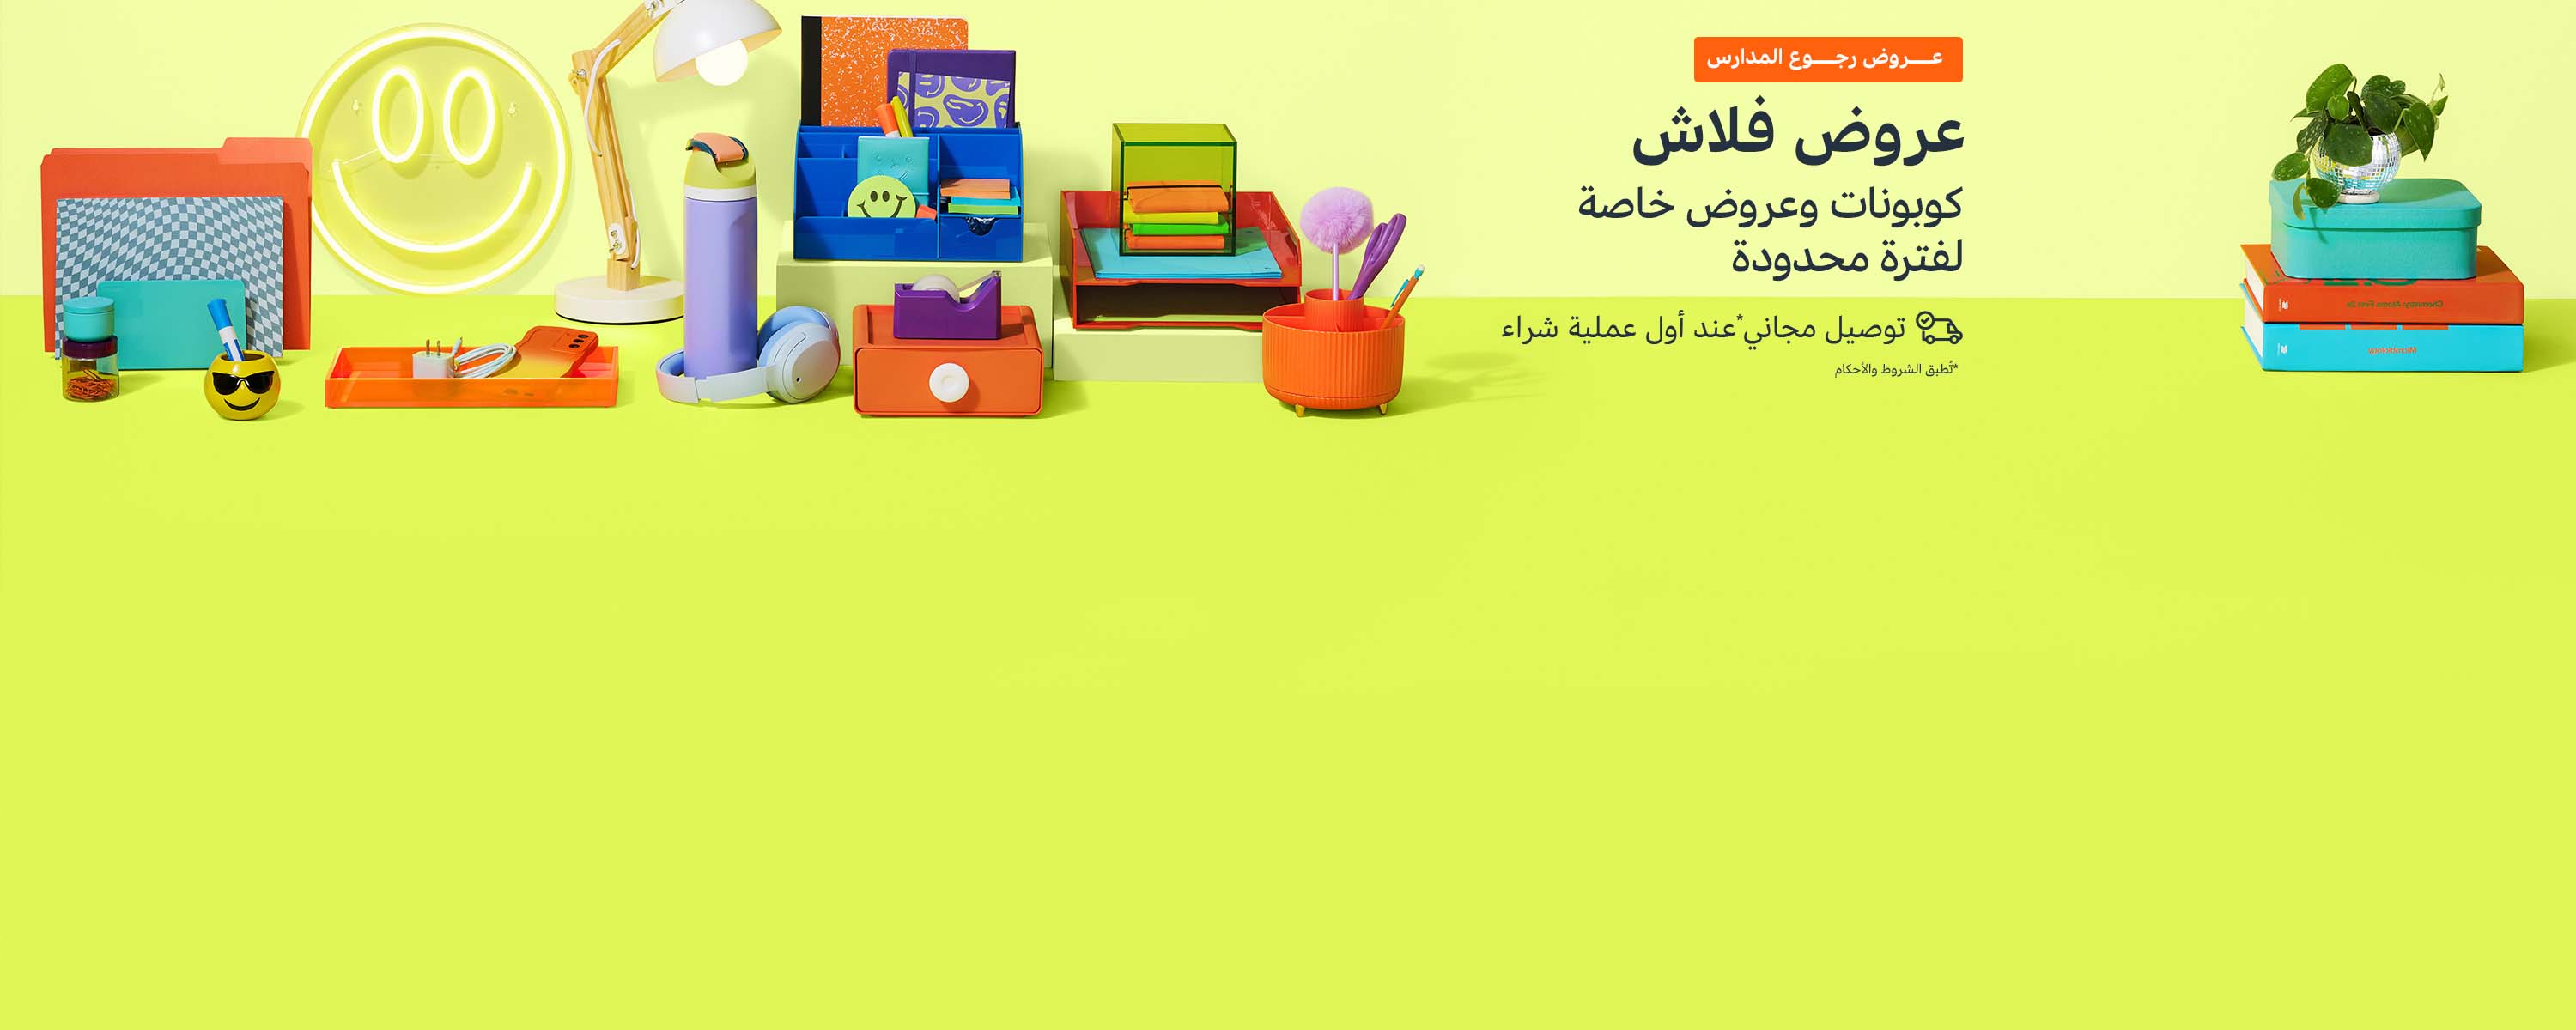 عـــروض رجـــوع المدارس
عروض فلاش
كوبونات وعروض خاصة
لفترة محدودة
توصيل مجاني* عند أول عملية شراء
*تُطبق الشروط والأحكام
Microbiology